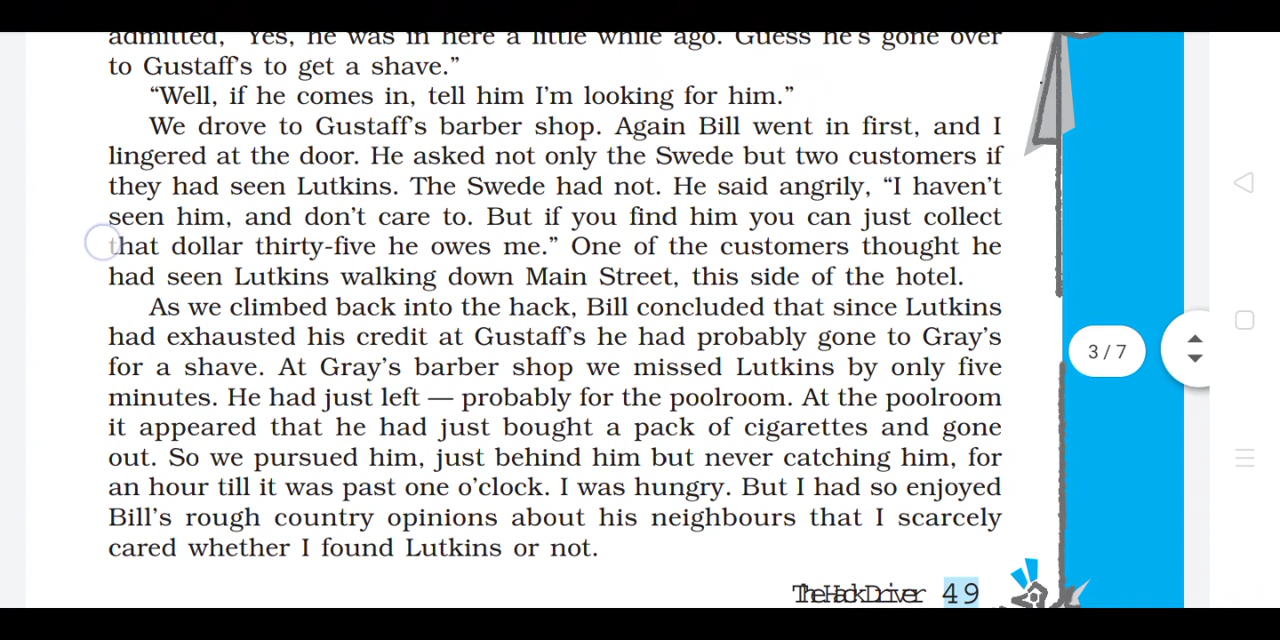 admitted, “Yes, he was in here a little while ago. Guess he’s gone over
to Gustaff’s to get a shave.”
“Well, if he comes in, tell him I’m looking for him.”
We drove to Gustaff’s barber shop. Again Bill went in first, and I
lingered at the door. He asked not only the Swede but two customers if
they had seen Lutkins. The Swede had not. He said angrily, “I haven’t
seen him, and don’t care to. But if you find him you can just collect
that dollar thirty-five he owes me.” One of the customers thought he
had seen Lutkins walking down Main Street, this side of the hotel.
As we climbed back into the hack, Bill concluded that since Lutkins
had exhausted his credit at Gustaff’s he had probably gone to Gray’s
for a shave. At Gray’s barber shop we missed Lutkins by only five
minutes. He had just left — probably for the poolroom. At the poolroom
it appeared that he had just bought a pack of cigarettes and gone
out. So we pursued him, just behind him but never catching him, for
an hour till it was past one o’clock. I was hungry. But I had so enjoyed
Bill’s rough country opinions about his neighbours that I scarcely
cared whether I found Lutkins or not.
3 / 7
The Hack Driver 49